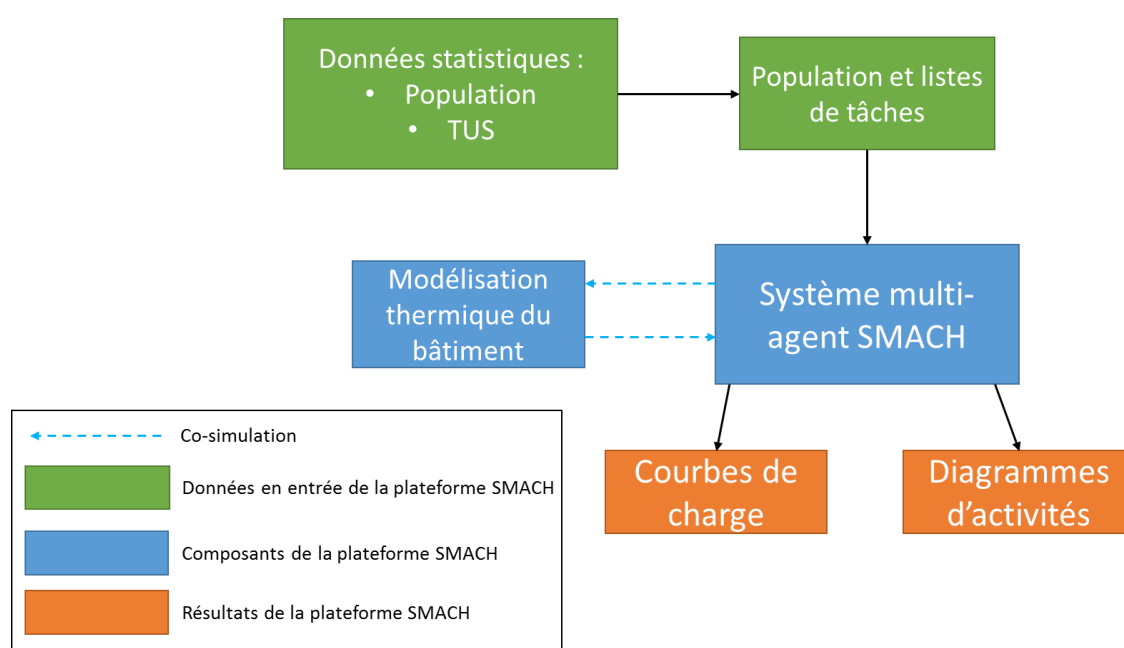 Données statistiques :
• Population
• TUS
Population et listes
de tâches
Modélisation
thermique du
bâtiment
Système multi-
agent SMACH
Co-simulation
Données en entrée de la plateforme SMACH
Composants de la plateforme SMACH
Résultats de la plateforme SMACH
Courbes de
charge
Diagrammes
d’activités